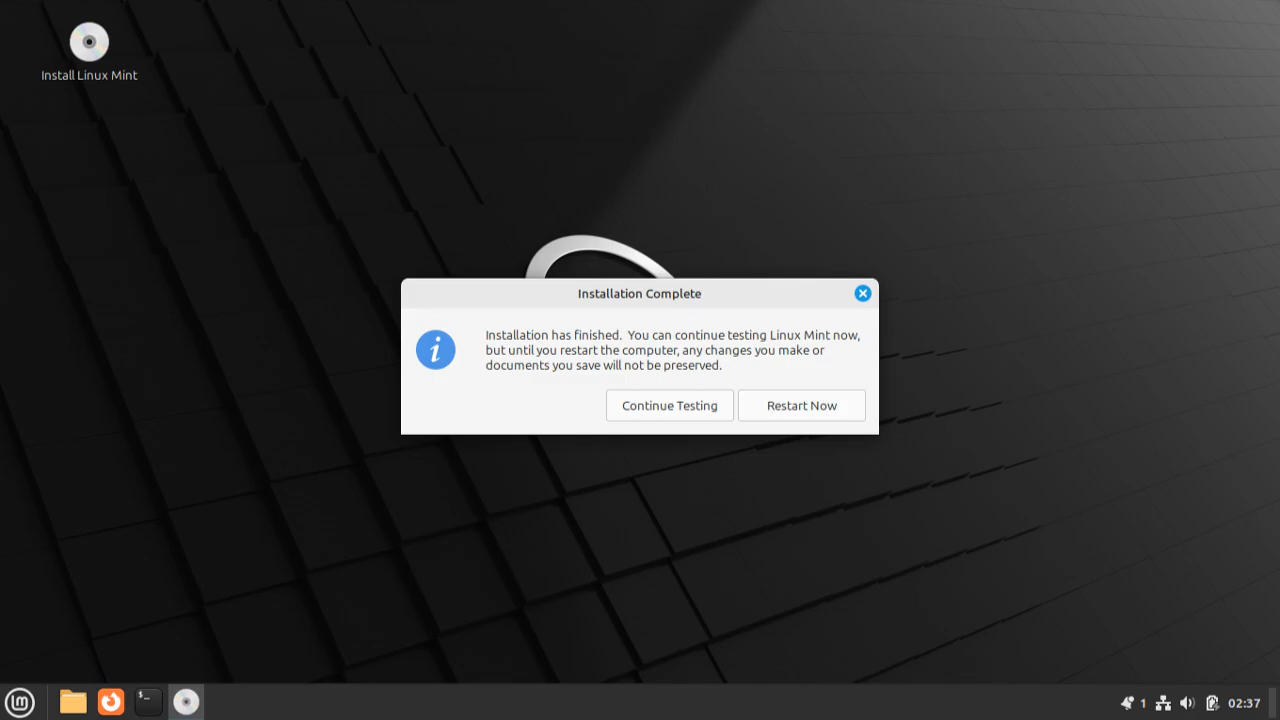 Install Linux Mint
Installation Complete
Installation has finished.  You can continue testing Linux Mint now,
but until you restart the computer, any changes you make or
documents you save will not be preserved.
Continue Testing
Restart Now
$_
1
02:37